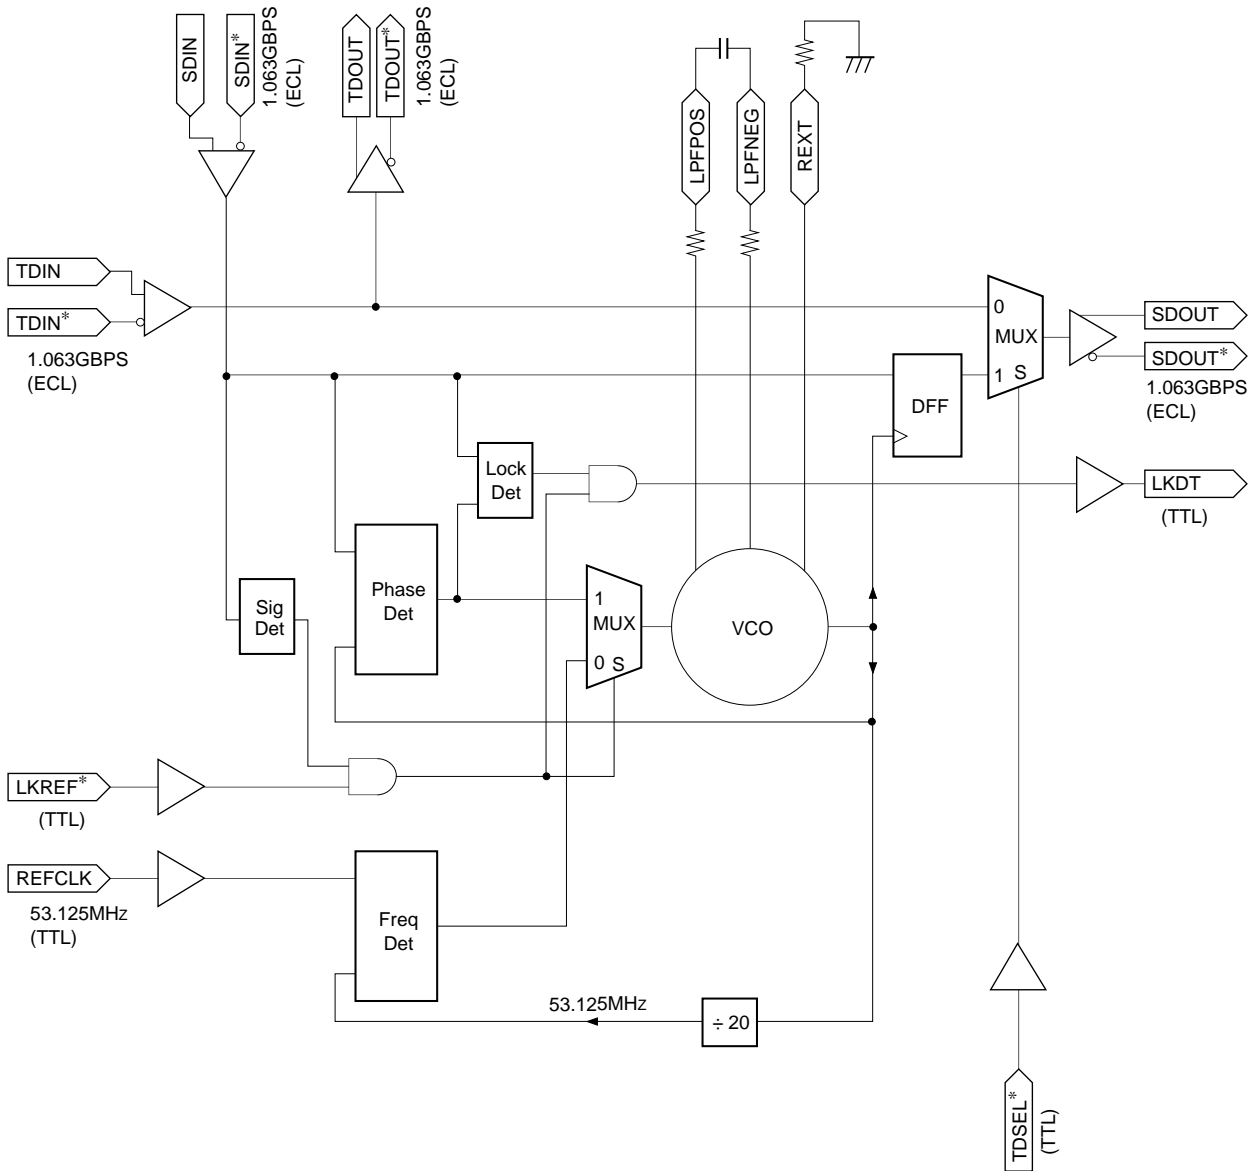 SDIN
SDIN*
1.063GBPS
(ECL)
TDOUT
TDOUT*
1.063GBPS
(ECL)
LPFPOS
LPFNEG
REXT
TDIN
TDIN*
1.063GBPS
(ECL)
0
MUX
1 S
SDOUT
SDOUT*
1.063GBPS
(ECL)
DFF
Lock
Det
LKDT
(TTL)
Sig
Det
Phase
Det
1
MUX
0 S
VCO
LKREF*
(TTL)
REFCLK
53.125MHz
(TTL)
Freq
Det
53.125MHz
÷ 20
TDSEL*
(TTL)